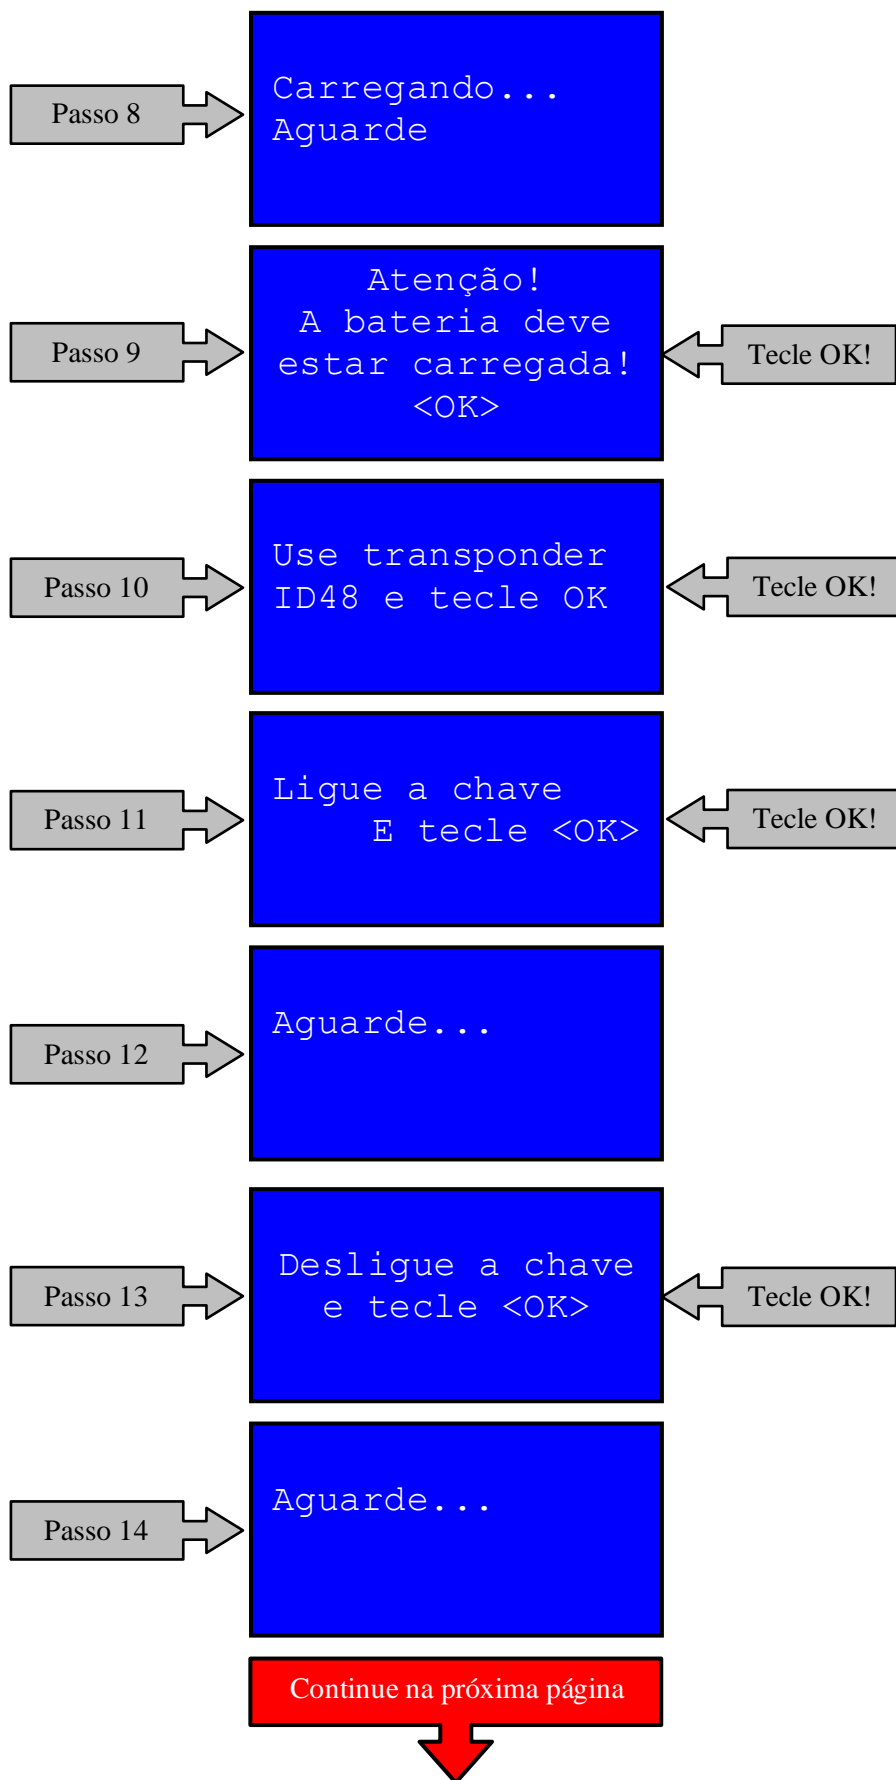 Passo 8
Carregando...
Aguarde
Passo 9
Atenção!
A bateria deve
estar carregada!
<OK>
Tecle OK!
Passo 10
Use transponder
ID48 e tecle OK
Tecle OK!
Passo 11
Ligue a chave
E tecle <OK>
Tecle OK!
Passo 12
Aguarde...
Passo 13
Desligue a chave
e tecle <OK>
Tecle OK!
Passo 14
Aguarde...
Continue na próxima página